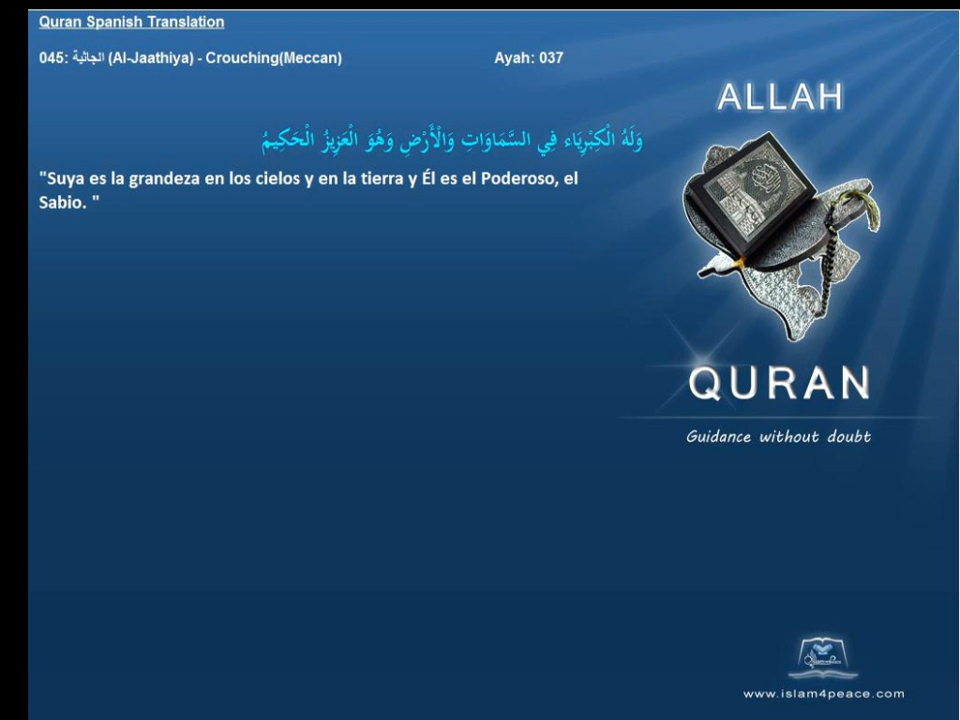 Quran Spanish Translation
045: الجاثية (Al-Jaathiya) - Crouching(Meccan) Ayah: 037
وَلَهُ الْكِبْرِيَاء فِي السَّمَاوَاتِ وَالْأَرْضِ وَهُوَ الْعَزِيزُ الْحَكِيمُ
"Suya es la grandeza en los cielos y en la tierra y Él es el Poderoso, el
Sabio. "
ALLAH
QURAN
Guidance without doubt
www.islam4peace.com